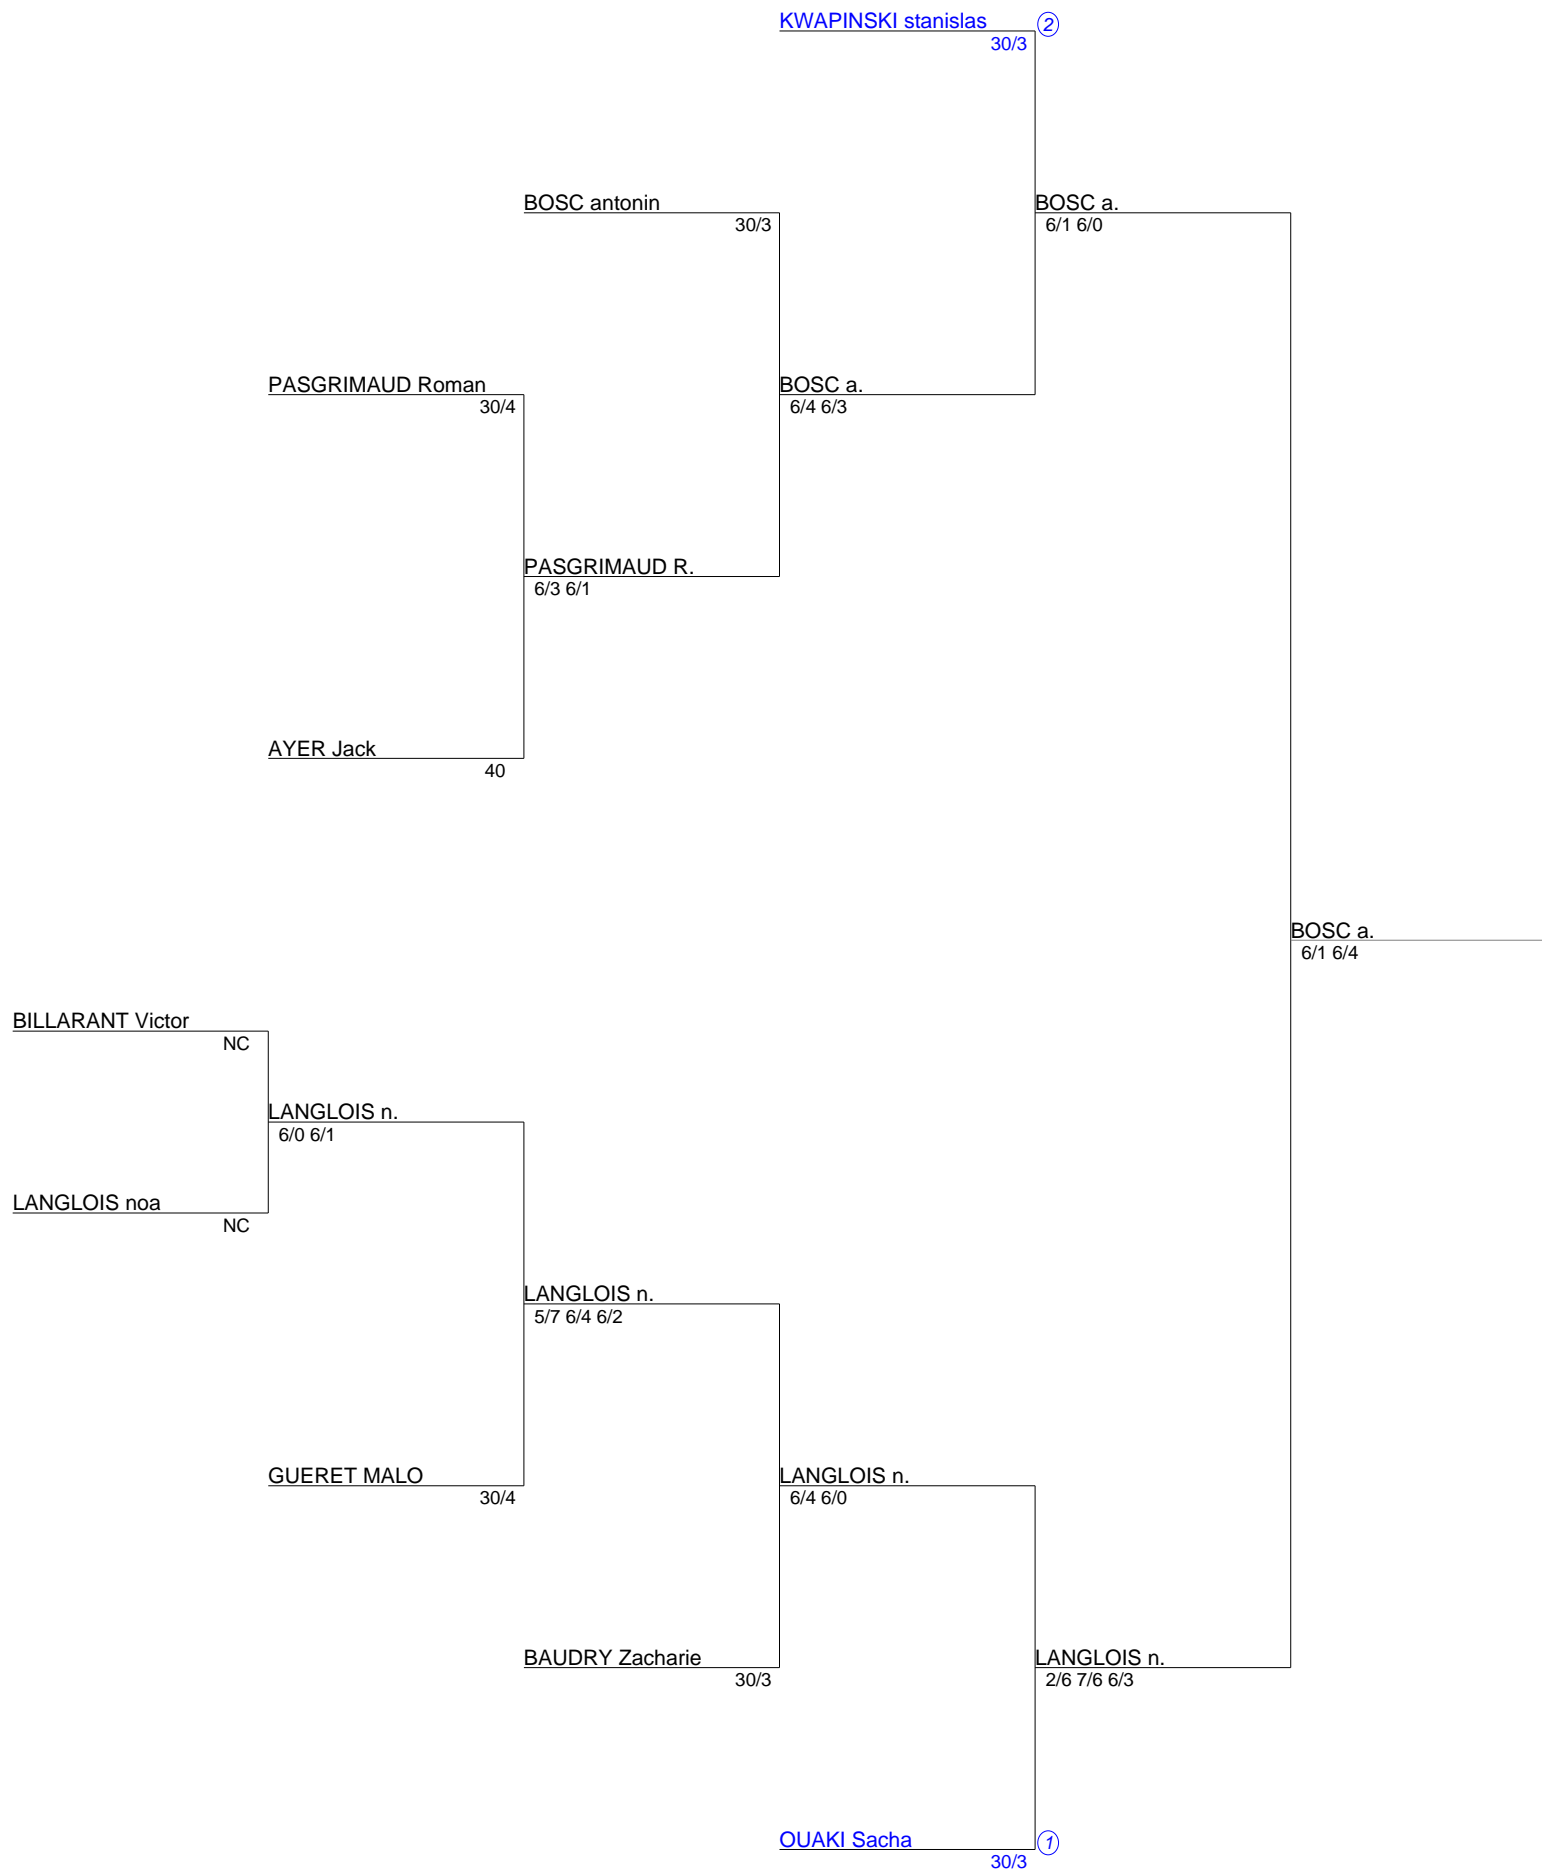 KWAPINSKI stanislas
2
30/3
BOSC antonin
30/3
BOSC a.
6/1 6/0
PASGRIMAUD Roman
30/4
BOSC a.
6/4 6/3
PASGRIMAUD R.
6/3 6/1
AYER Jack
40
BOSC a.
6/1 6/4
BILLARANT Victor
NC
LANGLOIS n.
6/0 6/1
LANGLOIS noa
NC
LANGLOIS n.
5/7 6/4 6/2
GUERET MALO
30/4
LANGLOIS n.
6/4 6/0
BAUDRY Zacharie
30/3
LANGLOIS n.
2/6 7/6 6/3
OUAKI Sacha
1
30/3